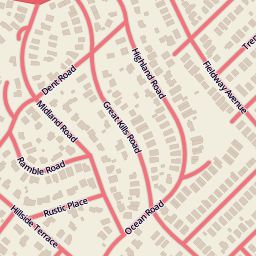 Dent Road
Highland Road
Fieldway Avenue
Midland Road
Great Kills Road
Ramble Road
Rustic Place
Ocean Road
Hillside Terrace